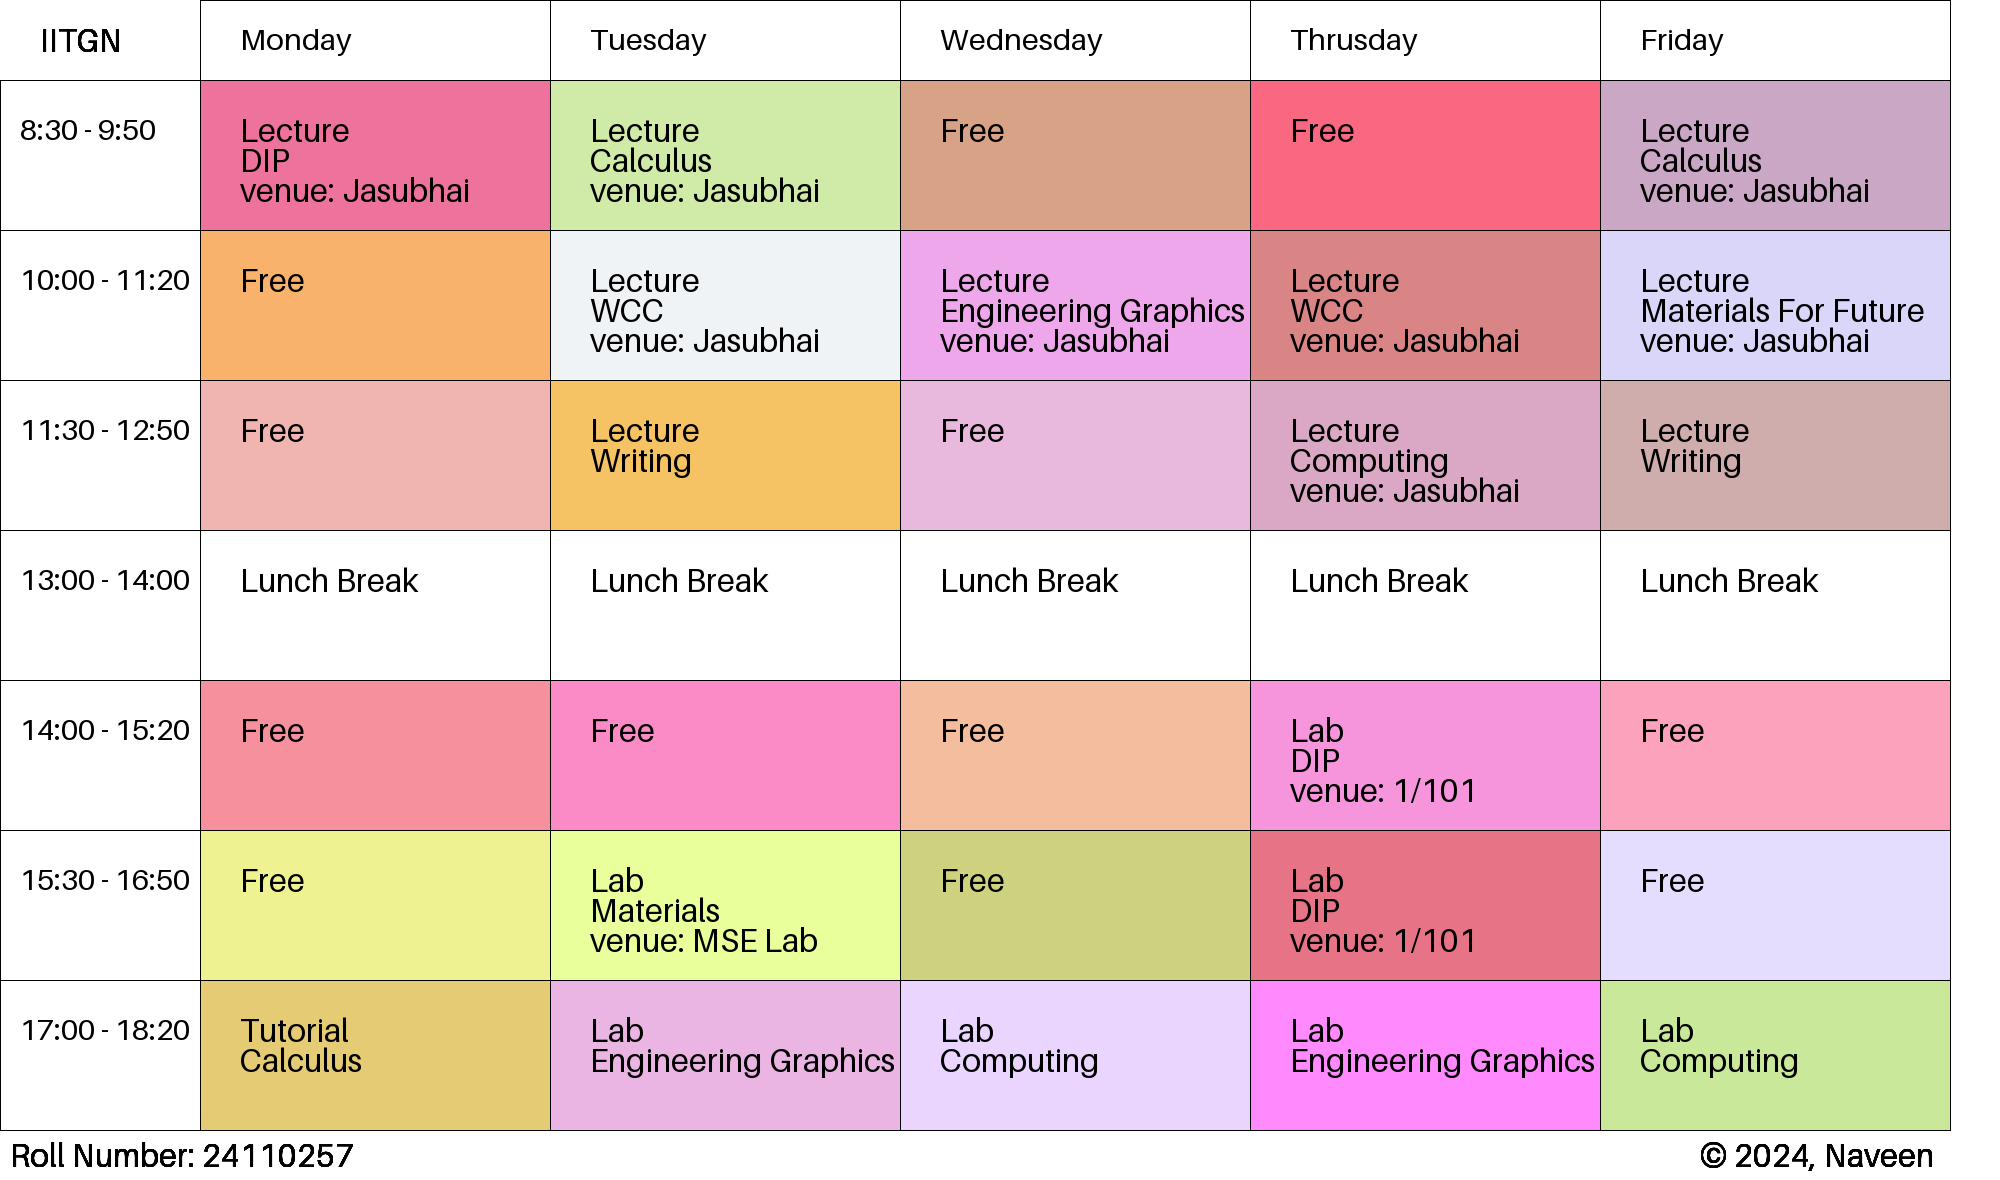 IITGN Monday Tuesday Wednesday Thrusday Friday
8:30 - 9:50
Lecture
DIP
venue: Jasubhai
Lecture
Calculus
venue: Jasubhai
Free
Free
Lecture
Calculus
venue: Jasubhai
10:00 - 11:20
Free
Lecture
WCC
venue: Jasubhai
Lecture
Engineering Graphics
venue: Jasubhai
Lecture
WCC
venue: Jasubhai
Lecture
Materials For Future
venue: Jasubhai
11:30 - 12:50
Free
Lecture
Writing
Free
Lecture
Computing
venue: Jasubhai
Lecture
Writing
13:00 - 14:00
Lunch Break
Lunch Break
Lunch Break
Lunch Break
Lunch Break
14:00 - 15:20
Free
Free
Free
Lab
DIP
venue: 1/101
Free
15:30 - 16:50
Free
Lab
Materials
venue: MSE Lab
Free
Lab
DIP
venue: 1/101
Free
17:00 - 18:20
Tutorial
Calculus
Lab
Engineering Graphics
Lab
Computing
Lab
Engineering Graphics
Lab
Computing
Roll Number: 24110257
© 2024, Naveen